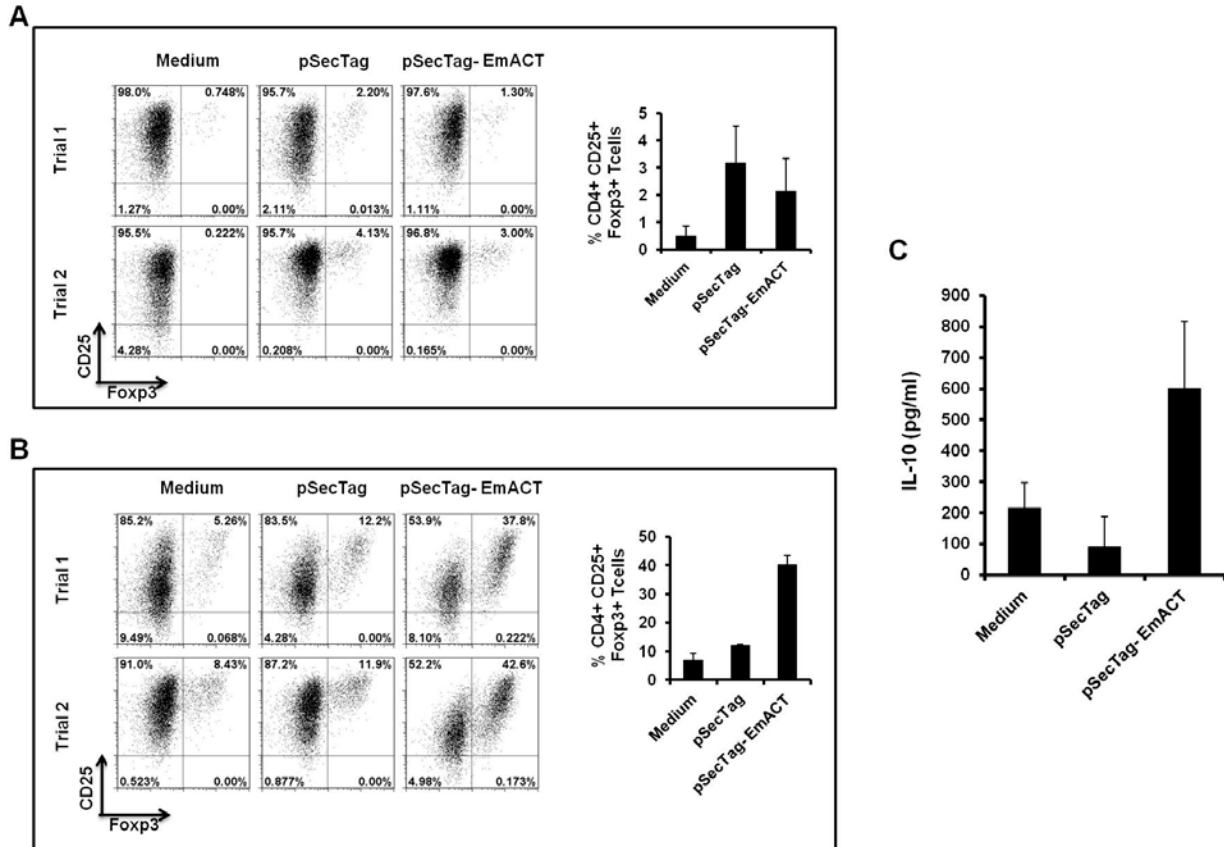 A
Medium pSecTag pSecTag- EmACT
Trial 1
98.0% 0.748% 95.7% 2.20% 97.6% 1.30%
1.27% 0.00% 2.11% 0.013% 1.11% 0.00%
Trial 2
95.5% 0.222% 95.7% 4.13% 96.8% 3.00%
4.28% 0.00% 0.208% 0.00% 0.165% 0.00%
CD25
Foxp3
% CD4+ CD25+
Foxp3+ Tcells
5
4
3
2
1
0
Medium
pSecTag
pSecTag- EmACT
B
Medium pSecTag pSecTag- EmACT
Trial 1
85.2% 5.26% 83.5% 12.2% 53.9% 37.8%
9.49% 0.068% 4.28% 0.00% 8.10% 0.222%
Trial 2
91.0% 8.43% 87.2% 11.9% 52.2% 42.6%
0.523% 0.00% 0.877% 0.00% 4.98% 0.173%
CD25
Foxp3
% CD4+ CD25+
Foxp3+ Tcells
50
40
30
20
10
0
Medium
pSecTag
pSecTag- EmACT
C
IL-10 (pg/ml)
900
800
700
600
500
400
300
200
100
0
Medium
pSecTag
pSecTag- EmACT